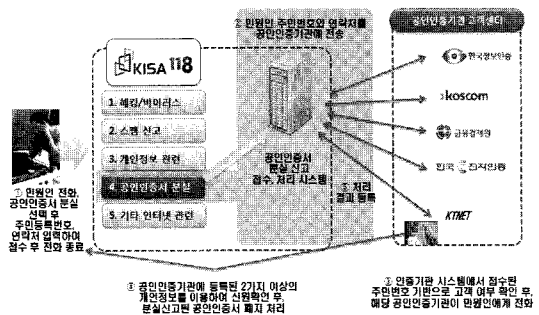 ② 민원인 주민번호와 연락처를
공인인증기관에 전송
공인인증기관 고객센터
KISA 118
1. 해킹/바이러스
2. 스팸 신고
3. 개인정보 관련
4. 공인인증서 분실
5. 기타 인터넷 관련
공인인증서
분실 신고
접수, 처리 시스템
처리
결과 등록
한국정보인증
koscom
금융결제원
한국전자인증
KTNET
① 민원인 전화,
공인인증서 분실
선택 후
주민등록번호,
연락처 입력하여
접수 후 전화 종료
③ 인증기관 시스템에서 접수된
주민번호 기반으로 고객 여부 확인 후,
해당 공인인증기관이 민원인에게 전화
④ 공인인증기관에 등록된 2가지 이상의
개인정보를 이용하여 신원확인 후,
분실신고된 공인인증서 폐지 처리